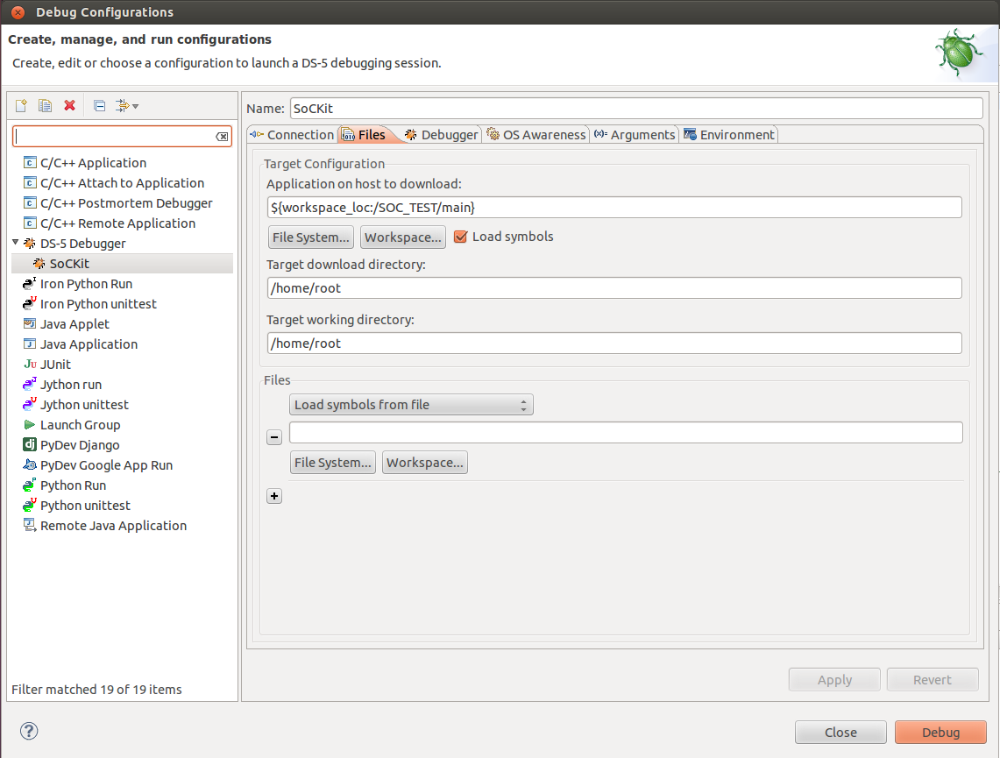 Debug Configurations
Create, manage, and run configurations
Create, edit or choose a configuration to launch a DS-5 debugging session.
C/C++ Application
C/C++ Attach to Application
C/C++ Postmortem Debugger
C/C++ Remote Application
DS-5 Debugger
SoCKit
Iron Python Run
Iron Python unittest
Java Applet
Java Application
JUnit
Jython run
Jython unittest
Launch Group
PyDev Django
PyDev Google App Run
Python Run
Python unittest
Remote Java Application
Filter matched 19 of 19 items
Name: SoCKit
Connection Files Debugger OS Awareness Arguments Environment
Target Configuration
Application on host to download:
${workspace_loc:/SOC_TEST/main}
File System... Workspace... Load symbols
Target download directory:
/home/root
Target working directory:
/home/root
Files
Load symbols from file
File System... Workspace...
Apply Revert
Close Debug